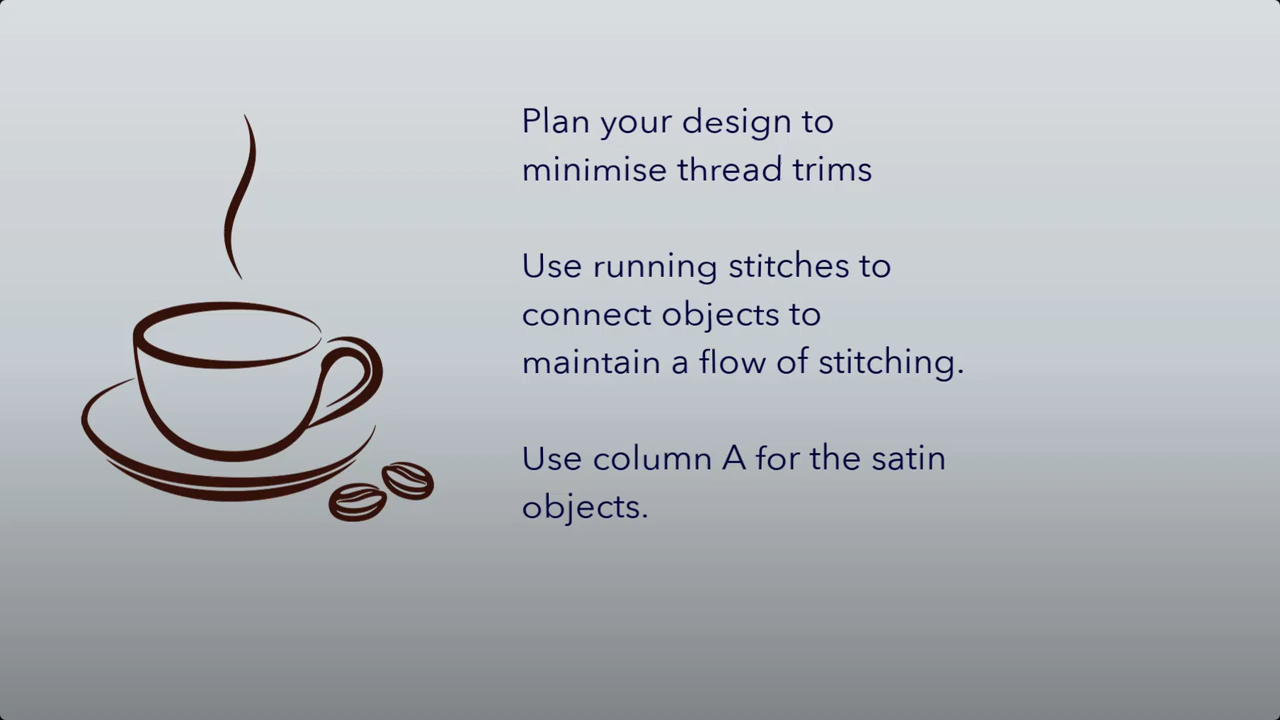 Plan your design to
minimise thread trims
Use running stitches to
connect objects to
maintain a flow of stitching.
Use column A for the satin
objects.